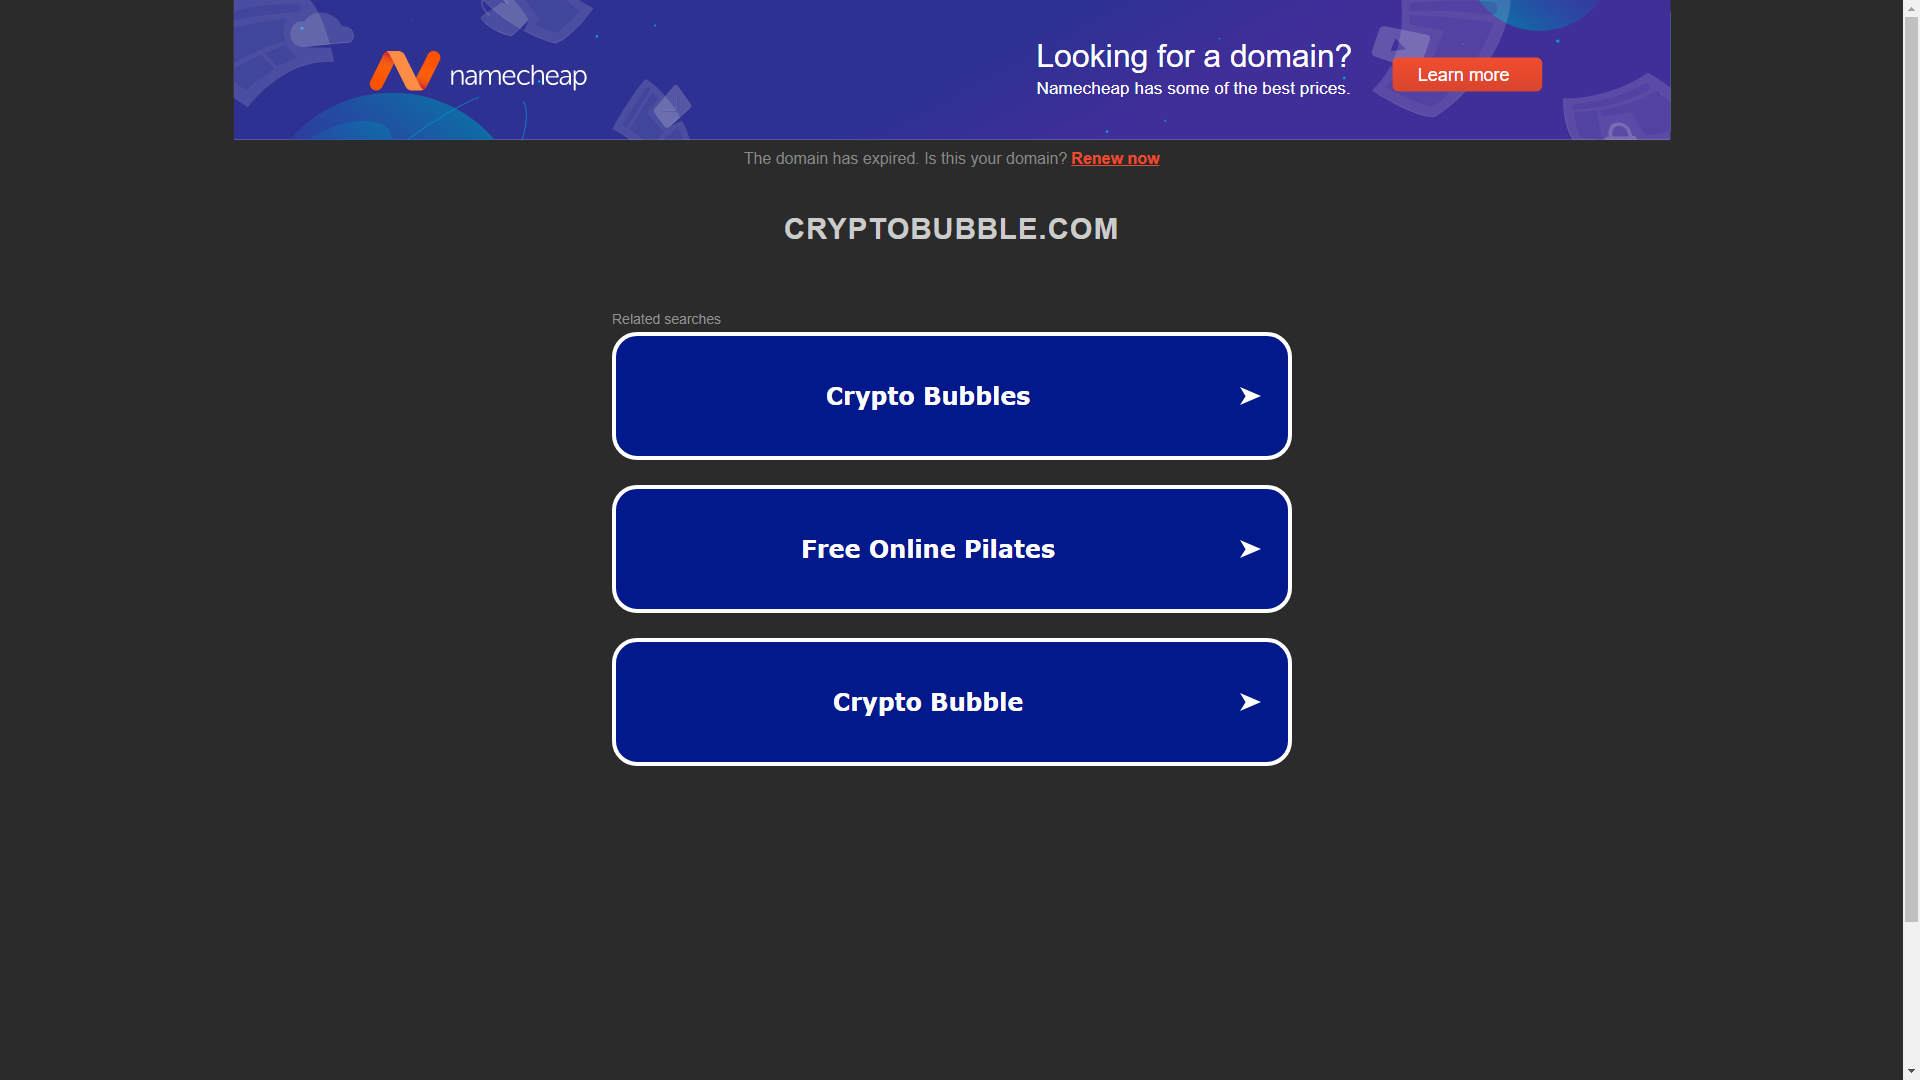 namecheap
Looking for a domain?
Namecheap has some of the best prices.
Learn more
The domain has expired. Is this your domain? Renew now
CRYPTOBUBBLE.COM
Related searches
Crypto Bubbles
Free Online Pilates
Crypto Bubble